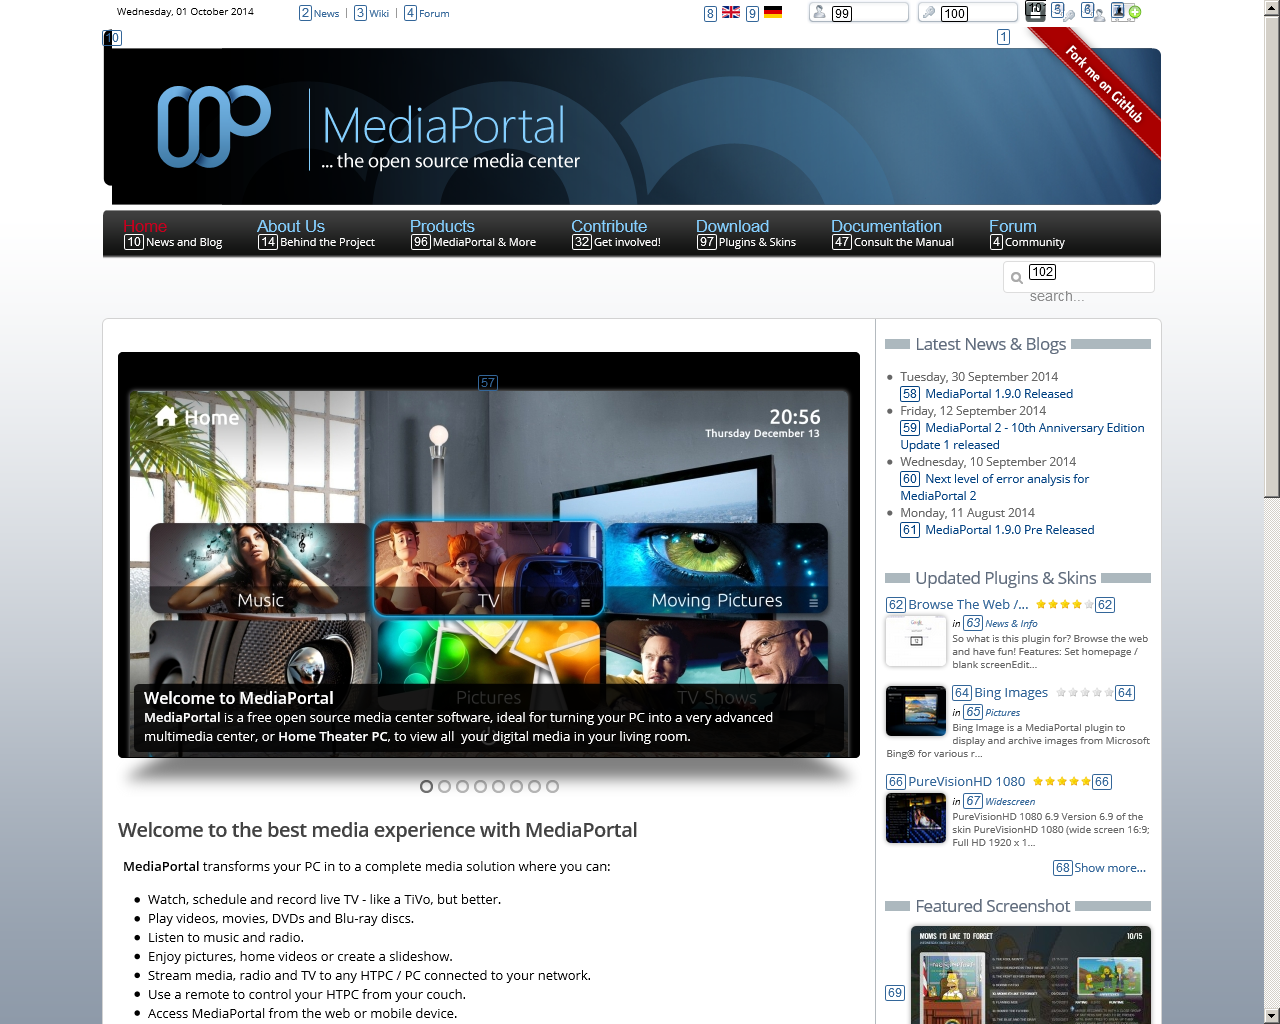 Wednesday, 01 October 2014
2 News | 3 Wiki | 4 Forum
8 9 99 100
10
1
Fork me on GitHub
MediaPortal
... the open source media center
Home
10 News and Blog
About Us
14 Behind the Project
Products
96 MediaPortal & More
Contribute
32 Get involved!
Download
97 Plugins & Skins
Documentation
47 Consult the Manual
Forum
4 Community
102
search...
57
Home
20:56
Thursday December 13
Music
TV
Moving Pictures
Pictures
TV Shows
Welcome to MediaPortal
MediaPortal is a free open source media center software, ideal for turning your PC into a very advanced
multimedia center, or Home Theater PC, to view all your digital media in your living room.
Welcome to the best media experience with MediaPortal
MediaPortal transforms your PC in to a complete media solution where you can:
Watch, schedule and record live TV - like a TiVo, but better.
Play videos, movies, DVDs and Blu-ray discs.
Listen to music and radio.
Enjoy pictures, home videos or create a slideshow.
Stream media, radio and TV to any HTPC / PC connected to your network.
Use a remote to control your HTPC from your couch.
Access MediaPortal from the web or mobile device.
Latest News & Blogs
Tuesday, 30 September 2014
58 MediaPortal 1.9.0 Released
Friday, 12 September 2014
59 MediaPortal 2 - 10th Anniversary Edition
Update 1 released
Wednesday, 10 September 2014
60 Next level of error analysis for
MediaPortal 2
Monday, 11 August 2014
61 MediaPortal 1.9.0 Pre Released
Updated Plugins & Skins
62 Browse The Web /... 62
in 63 News & Info
So what is this plugin for? Browse the web
and have fun! Features: Set homepage /
blank screenEdit...
64 Bing Images 64
in 65 Pictures
Bing Image is a MediaPortal plugin to
display and archive images from Microsoft
Bing® for various r...
66 PureVisionHD 1080 66
in 67 Widescreen
PureVisionHD 1080 6.9 Version 6.9 of the
skin PureVisionHD 1080 (wide screen 16:9;
Full HD 1920 x 1...
68 Show more...
Featured Screenshot
69
MOMS I'D LIKE TO FORGET
10/15